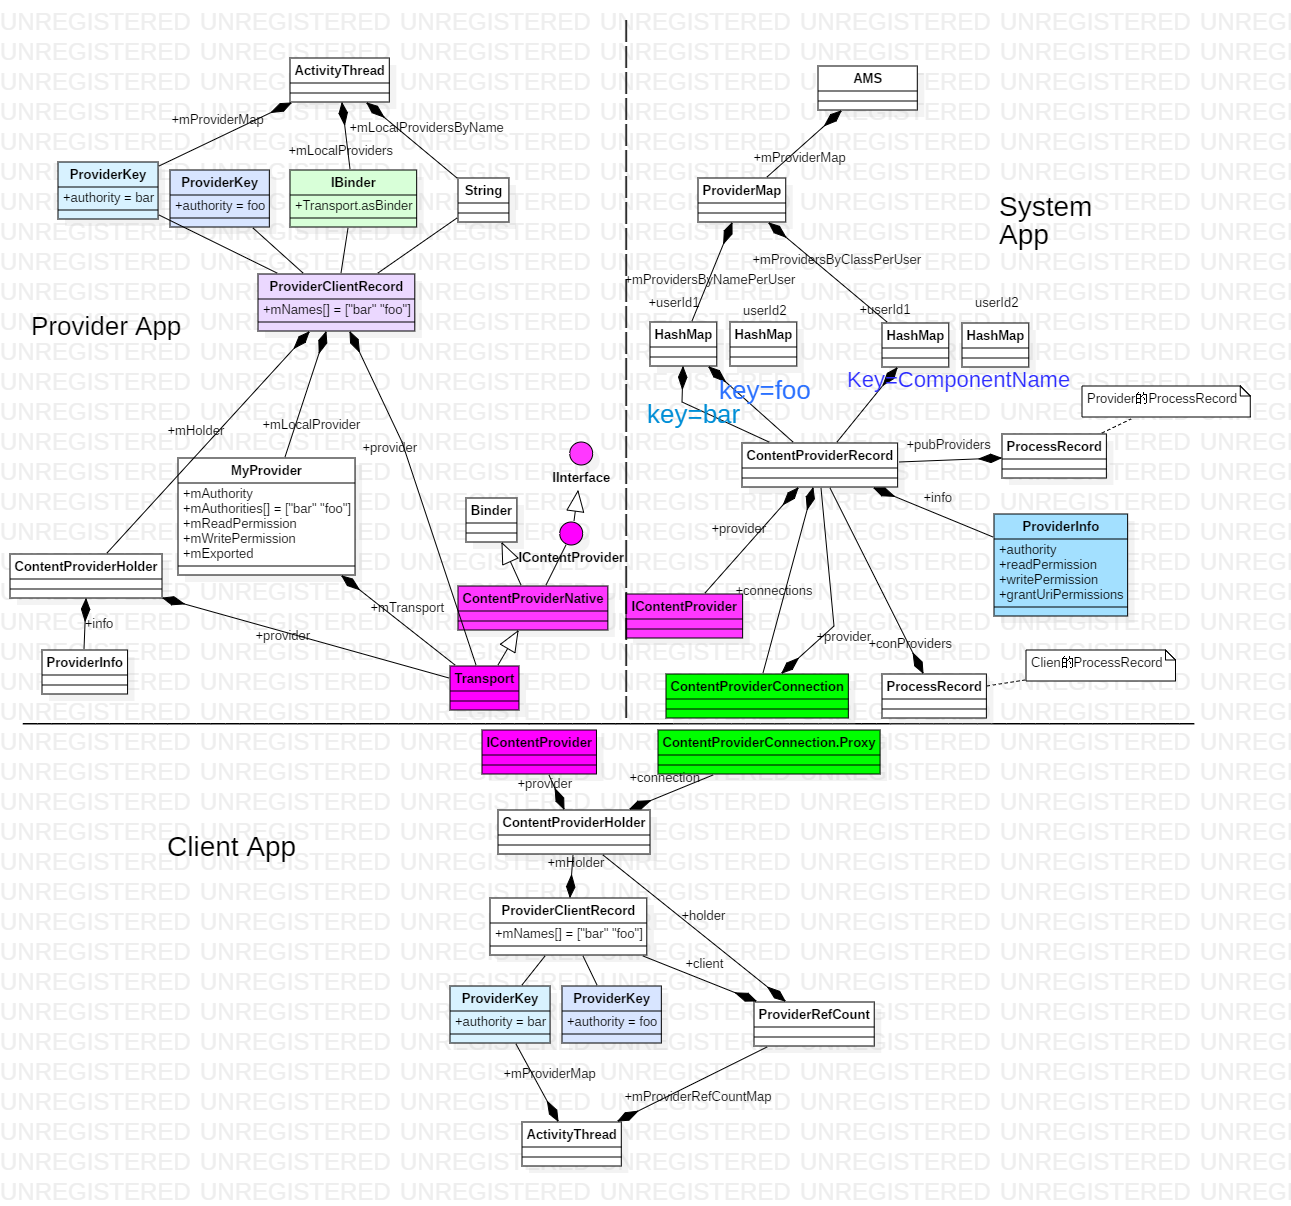 UNREGISTERED
ActivityThread
+mProviderMap
+mLocalProvidersByName
+mLocalProviders
ProviderKey
+authority = bar
ProviderKey
+authority = foo
IBinder
+Transport.asBinder
String
ProviderClientRecord
+mNames[] = ["bar" "foo"]
Provider App
+mHolder
+mLocalProvider
+provider
MyProvider
+mAuthority
+mAuthorities[] = ["bar" "foo"]
+mReadPermission
+mWritePermission
+mExported
IInterface
Binder
IContentProvider
ContentProviderHolder
ContentProviderNative
+info
+mTransport
+provider
ProviderInfo
Transport
AMS
+mProviderMap
ProviderMap
System
App
+mProvidersByClassPerUser
+mProvidersByNamePerUser
+userId1
userId2
+userId1
userId2
HashMap
HashMap
HashMap
HashMap
key=foo
key=bar
Key=ComponentName
Provider的ProcessRecord
ContentProviderRecord
+pubProviders
ProcessRecord
+info
+provider
ProviderInfo
+authority
+readPermission
+writePermission
+grantUriPermissions
+connections
IContentProvider
+provider
+conProviders
Client的ProcessRecord
ContentProviderConnection
ProcessRecord
IContentProvider
ContentProviderConnection.Proxy
+provider
+connection
ContentProviderHolder
Client App
+mHolder
ProviderClientRecord
+mNames[] = ["bar" "foo"]
+holder
+client
ProviderKey
+authority = bar
ProviderKey
+authority = foo
ProviderRefCount
+mProviderMap
+mProviderRefCountMap
ActivityThread